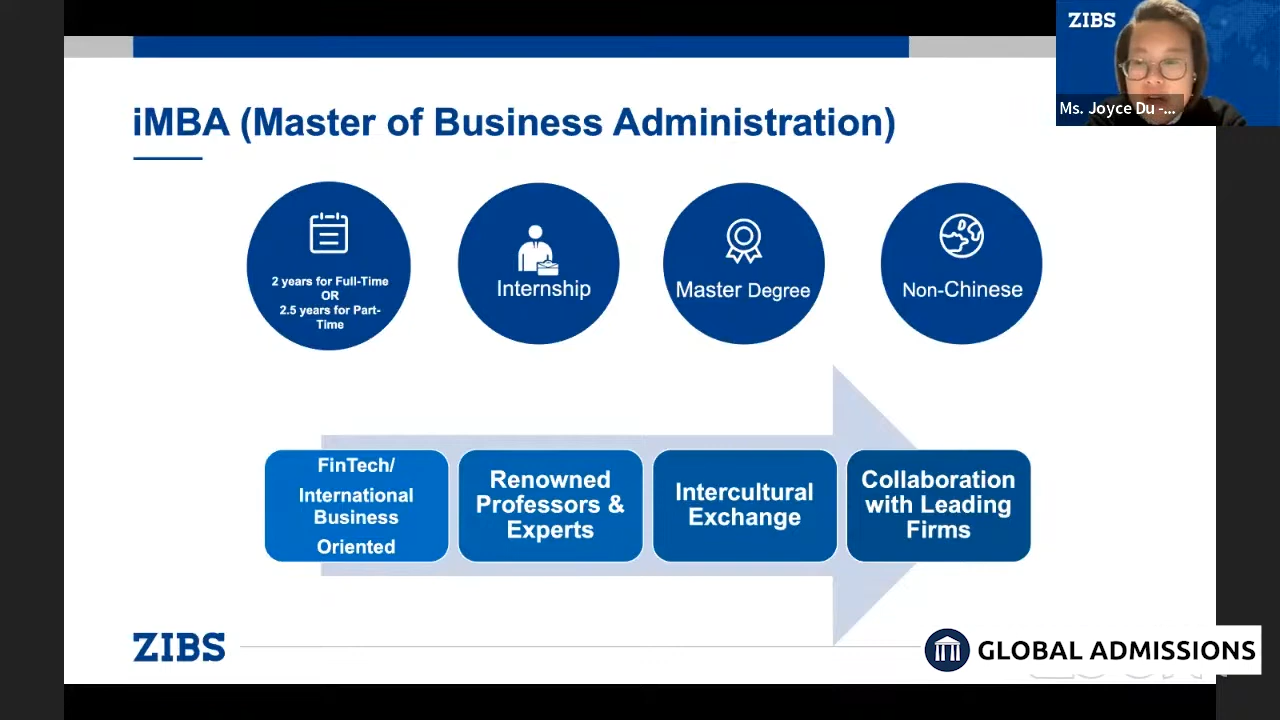 ZIBS
Ms. Joyce Du -...
iMBA (Master of Business Administration)
2 years for Full-Time
OR
2.5 years for Part-
Time
Internship
Master Degree
Non-Chinese
FinTech/
International
Business
Oriented
Renowned
Professors &
Experts
Intercultural
Exchange
Collaboration
with Leading
Firms
ZIBS
GLOBAL ADMISSIONS